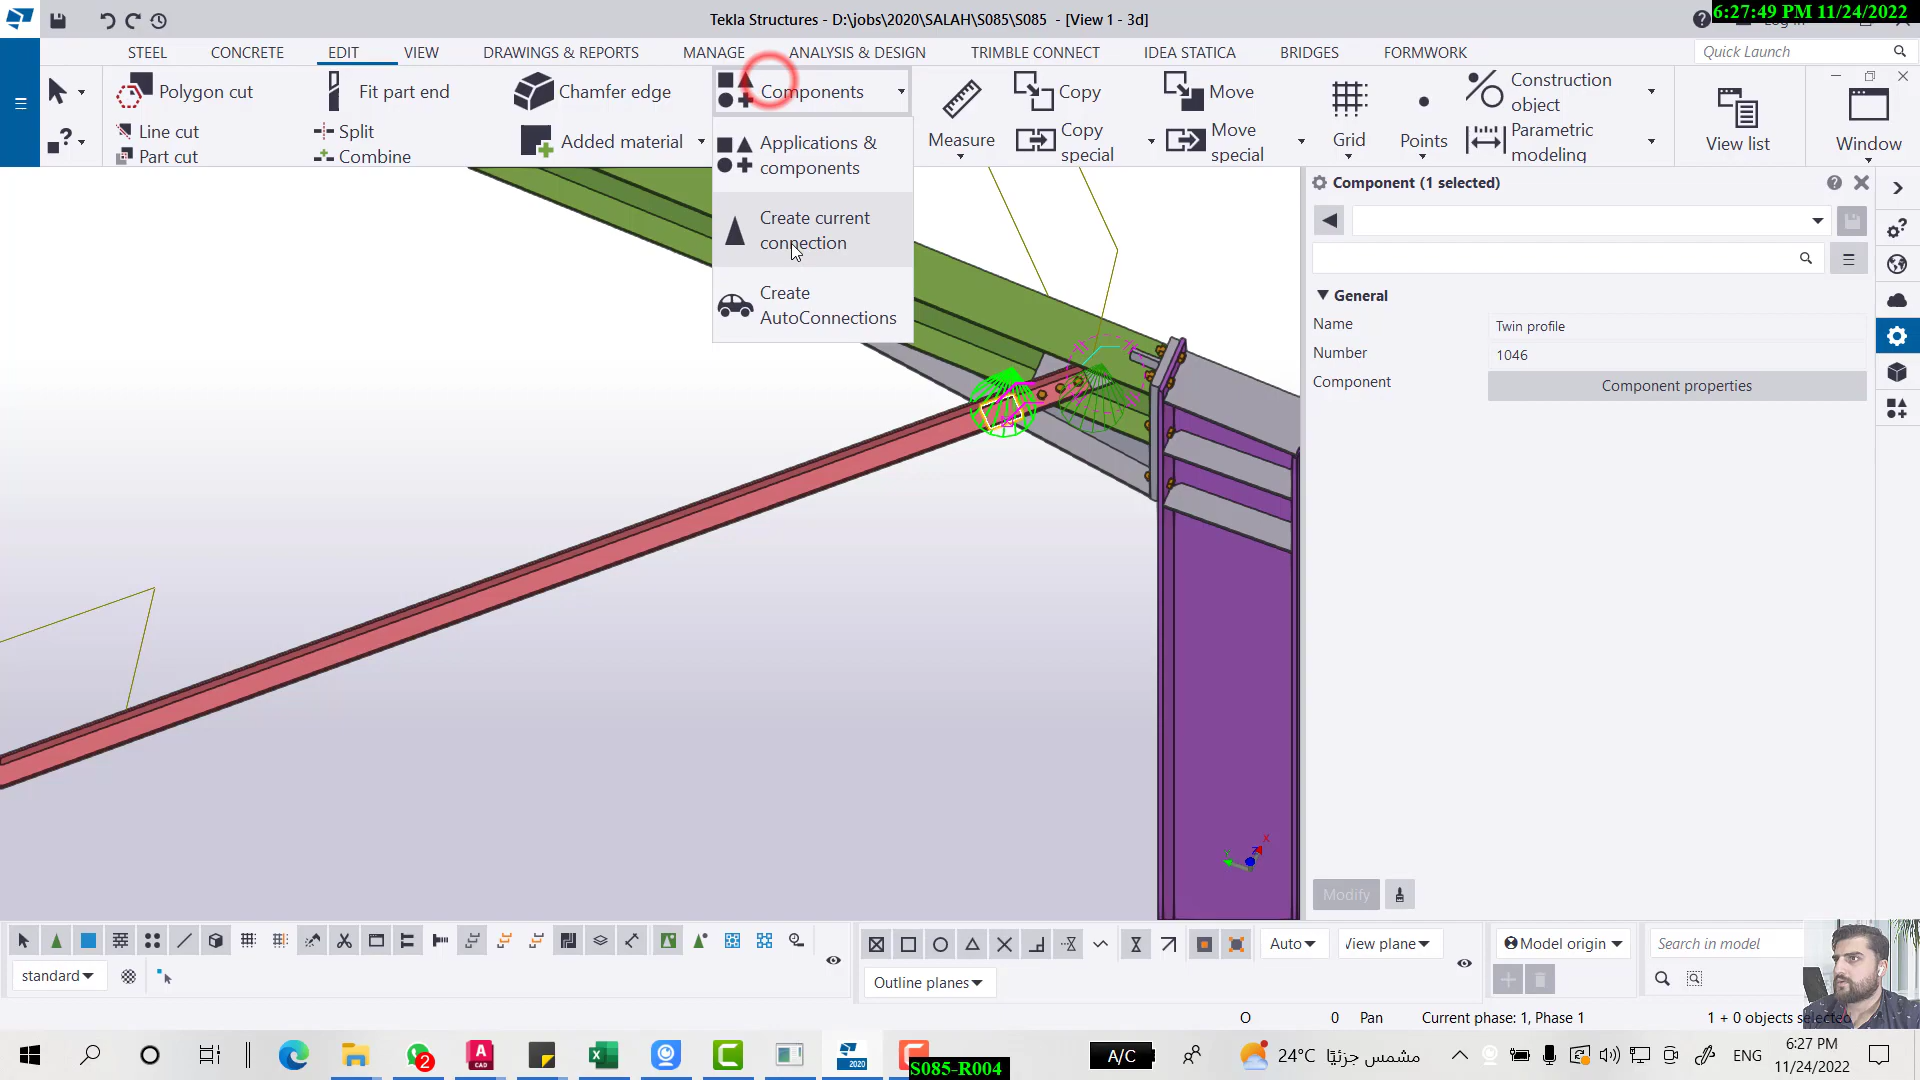 Tekla Structures - D:\jobs\2020\SALAH\S085\S085 - [View 1 - 3d]
6:27:49 PM 11/24/2022
STEEL CONCRETE EDIT VIEW DRAWINGS & REPORTS MANAGE ANALYSIS & DESIGN TRIMBLE CONNECT IDEA STATICA BRIDGES FORMWORK
Quick Launch
Polygon cut
Line cut
Part cut
Fit part end
Split
Combine
Chamfer edge
Added material
Components
Applications &
components
Create current
connection
Create
AutoConnections
Measure
Copy
Copy
special
Move
Move
special
Grid
Points
Construction
object
Parametric
modeling
View list
Window
Component (1 selected)
General
Name Twin profile
Number 1046
Component Component properties
Modify
standard
Auto
View plane
Outline planes
Model origin
Search in model
O 0 Pan Current phase: 1, Phase 1 1 + 0 objects selected
2
A
CAD
2020
S085-R004
A/C
24°C مشمس جزئيًا
ENG
6:27 PM
11/24/2022